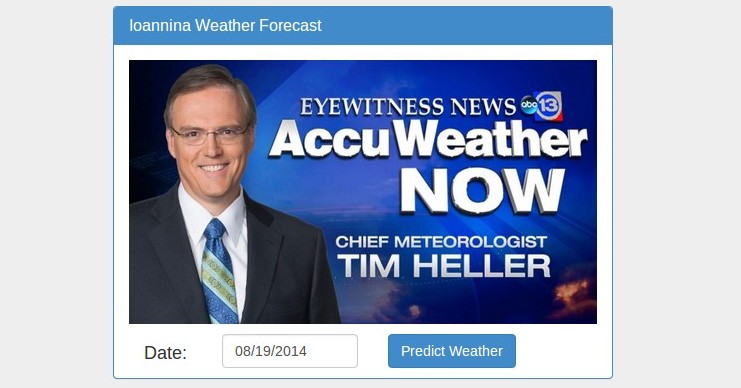 Ioannina Weather Forecast
EYEWITNESS NEWS abc 13
AccuWeather
NOW
CHIEF METEOROLOGIST
TIM HELLER
Date: 08/19/2014 Predict Weather